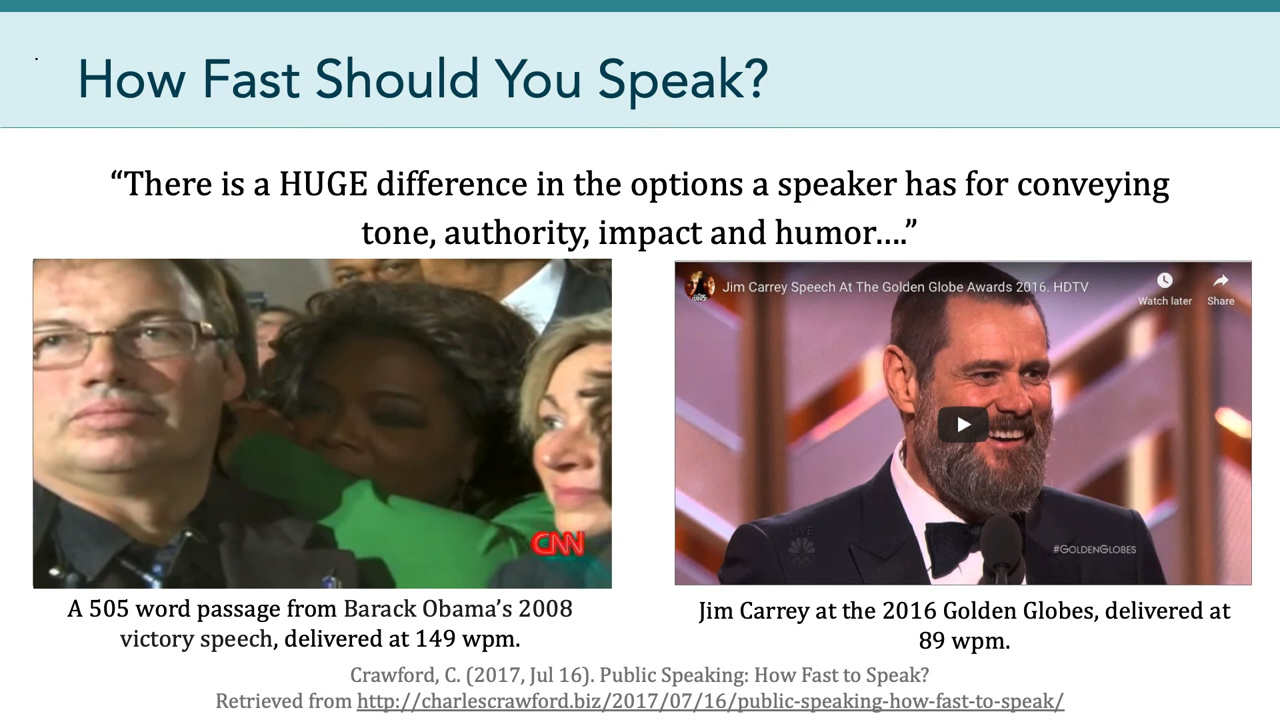 How Fast Should You Speak?
“There is a HUGE difference in the options a speaker has for conveying
tone, authority, impact and humor....”
CNN
Jim Carrey Speech At The Golden Globe Awards 2016. HDTV
Watch later
Share
LIVE
#GOLDENGLOBES
A 505 word passage from Barack Obama’s 2008
victory speech, delivered at 149 wpm.
Jim Carrey at the 2016 Golden Globes, delivered at
89 wpm.
Crawford, C. (2017, Jul 16). Public Speaking: How Fast to Speak?
Retrieved from http://charlescrawford.biz/2017/07/16/public-speaking-how-fast-to-speak/